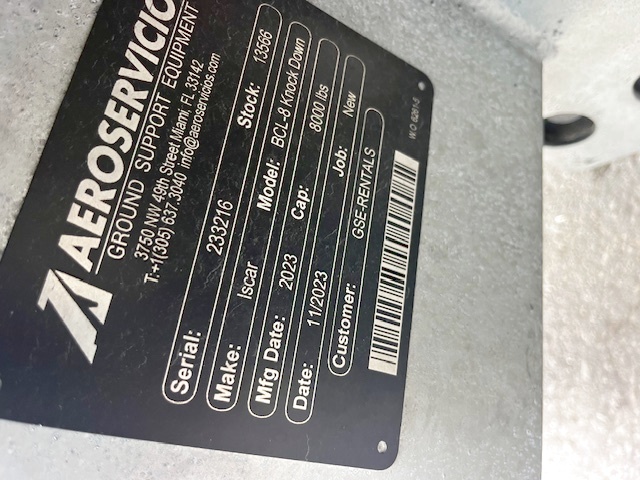 AEROSERVICIO
GROUND SUPPORT EQUIPMENT
3750 NW 49th Street Miami, FL 33142
T:+1(305) 637.3040 info@aeroservicios.com
Serial: 233216 Stock: 13566
Make: Iscar Model: BCL-8 Knock Down
Mfg Date: 2023 Cap: 8000 lbs
Date: 11/2023 Job: New
Customer: GSE-RENTALS
W.O. 6261-S